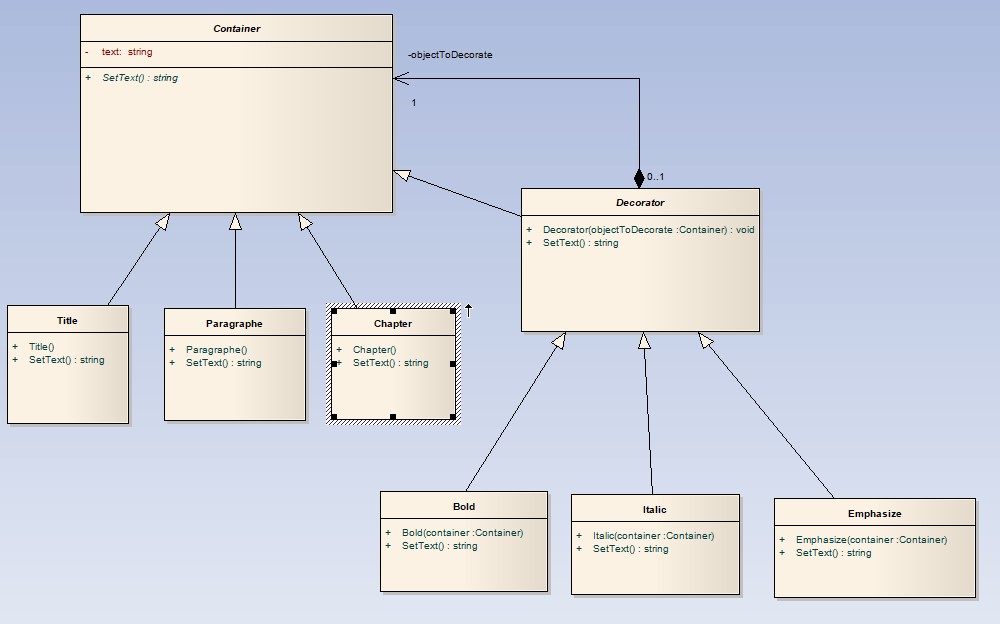 Container
- text: string
+ SetText() : string
-objectToDecorate
1
0..1
Decorator
+ Decorator(objectToDecorate :Container) : void
+ SetText() : string
Title
+ Title()
+ SetText() : string
Paragraphe
+ Paragraphe()
+ SetText() : string
Chapter
+ Chapter()
+ SetText() : string
Bold
+ Bold(container :Container)
+ SetText() : string
Italic
+ Italic(container :Container)
+ SetText() : string
Emphasize
+ Emphasize(container :Container)
+ SetText() : string